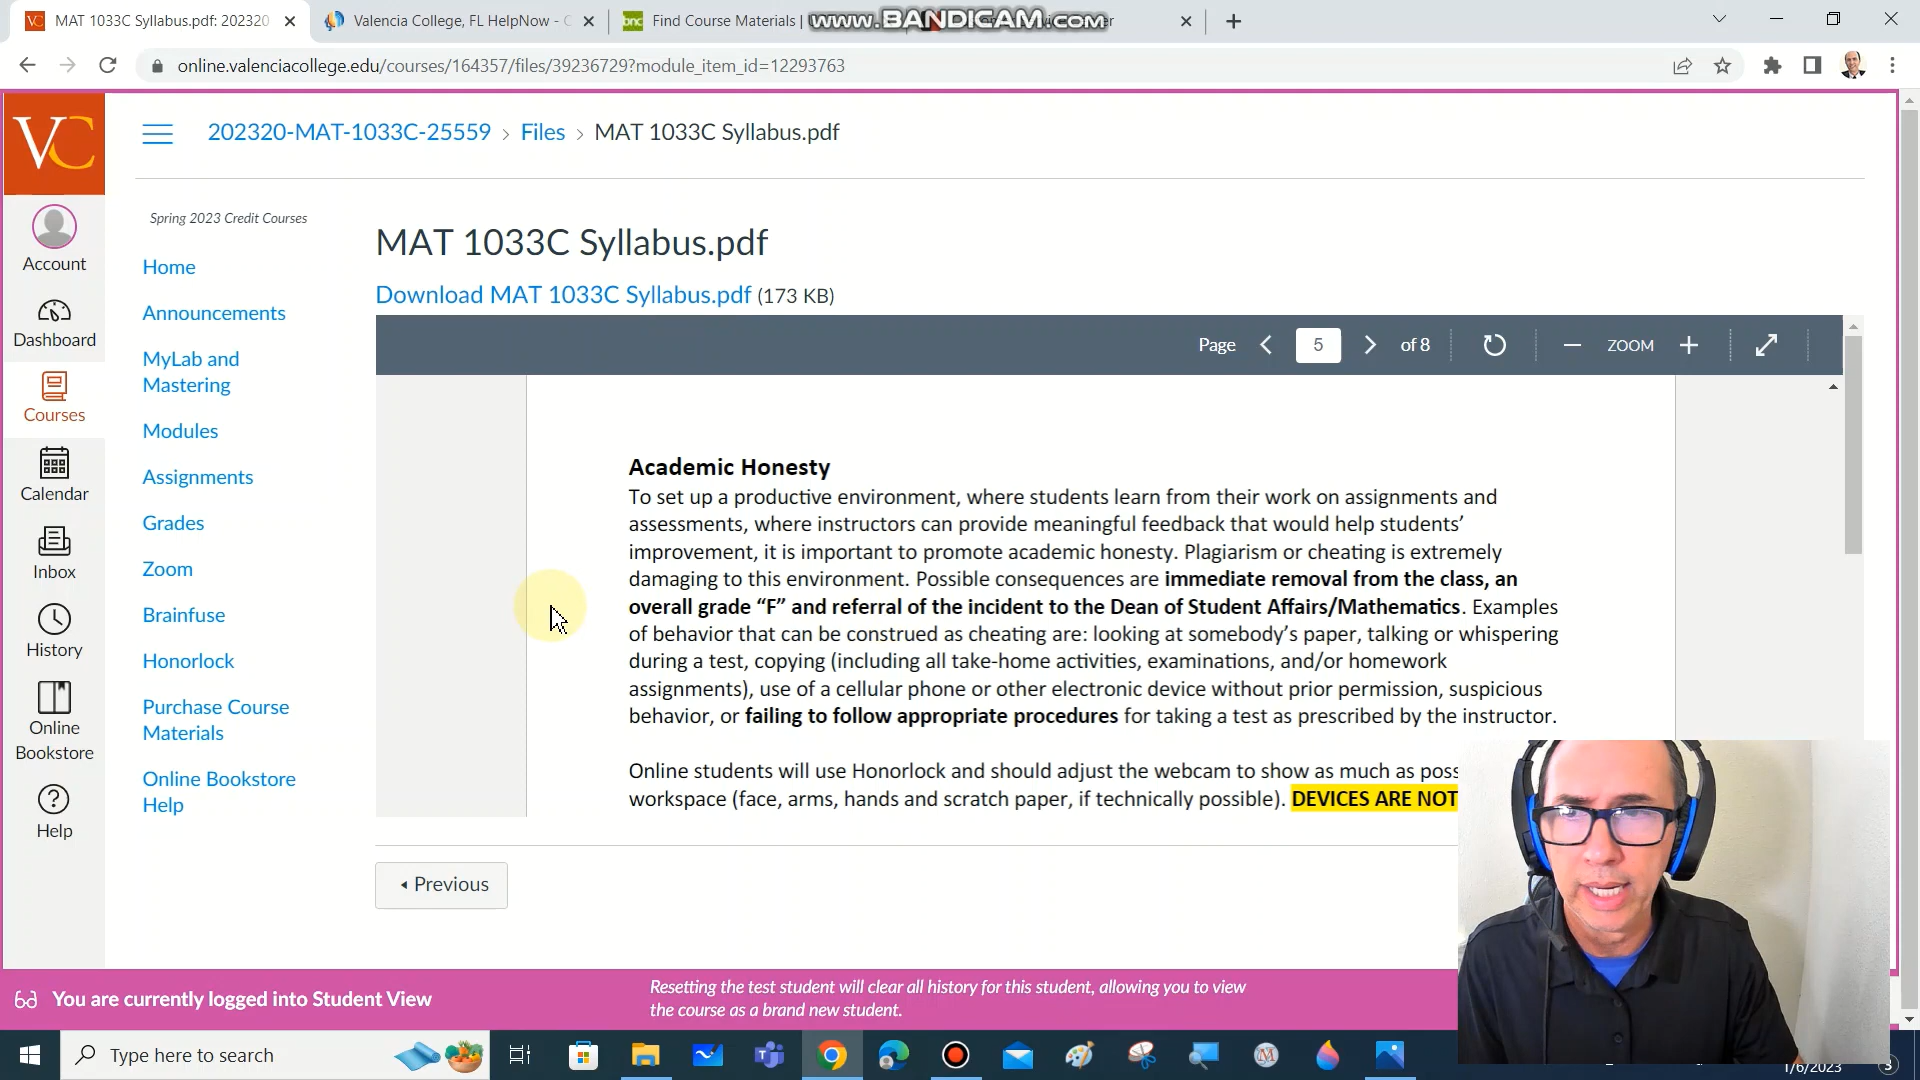 MAT 1033C Syllabus.pdf: 202320
Valencia College, FL HelpNow - C
bnc Find Course Materials |
www.BANDICAM.com
online.valenciacollege.edu/courses/164357/files/39236729?module_item_id=12293763
VC
202320-MAT-1033C-25559 › Files › MAT 1033C Syllabus.pdf
Account
Dashboard
Courses
Calendar
Inbox
History
Online
Bookstore
Help
Spring 2023 Credit Courses
Home
Announcements
MyLab and
Mastering
Modules
Assignments
Grades
Zoom
Brainfuse
Honorlock
Purchase Course
Materials
Online Bookstore
Help
MAT 1033C Syllabus.pdf
Download MAT 1033C Syllabus.pdf (173 KB)
Page 5 of 8 ZOOM
Academic Honesty
To set up a productive environment, where students learn from their work on assignments and
assessments, where instructors can provide meaningful feedback that would help students’
improvement, it is important to promote academic honesty. Plagiarism or cheating is extremely
damaging to this environment. Possible consequences are immediate removal from the class, an
overall grade “F” and referral of the incident to the Dean of Student Affairs/Mathematics. Examples
of behavior that can be construed as cheating are: looking at somebody’s paper, talking or whispering
during a test, copying (including all take-home activities, examinations, and/or homework
assignments), use of a cellular phone or other electronic device without prior permission, suspicious
behavior, or failing to follow appropriate procedures for taking a test as prescribed by the instructor.
Online students will use Honorlock and should adjust the webcam to show as much as poss
workspace (face, arms, hands and scratch paper, if technically possible). DEVICES ARE NOT
Previous
You are currently logged into Student View
Resetting the test student will clear all history for this student, allowing you to view
the course as a brand new student.
Type here to search
1/6/2023
3